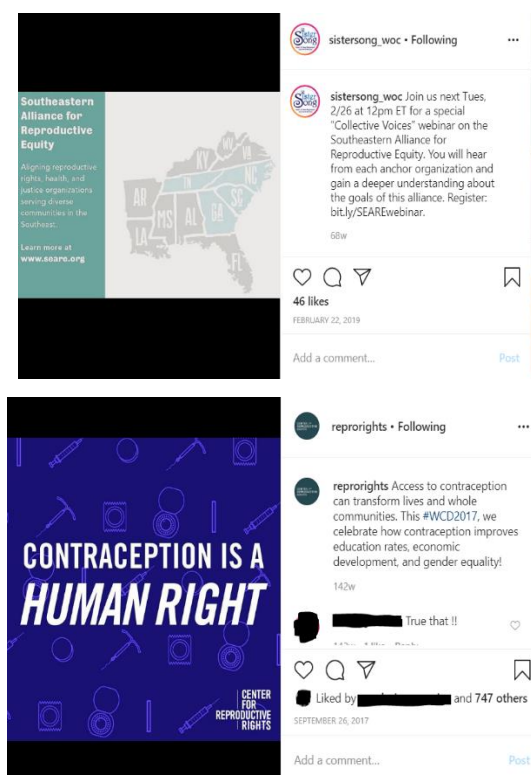 sistersong_woc • Following
Southeastern
Alliance for
Reproductive
Equity
Aligning reproductive
rights, health, and
justice organizations
serving diverse
communities in the
Southeast.
Learn more at
www.seare.org
KY
WV
VA
TN
NC
AR
SC
MS
AL
GA
LA
FL
sistersong_woc Join us next Tues,
2/26 at 12pm ET for a special
"Collective Voices" webinar on the
Southeastern Alliance for
Reproductive Equity. You will hear
from each anchor organization and
gain a deeper understanding about
the goals of this alliance. Register:
bit.ly/SEAREwebinar.
68w
46 likes
FEBRUARY 22, 2019
Add a comment...
Post
reprorights • Following
CONTRACEPTION IS A
HUMAN RIGHT
CENTER
FOR
REPRODUCTIVE
RIGHTS
reprorights Access to contraception
can transform lives and whole
communities. This #WCD2017, we
celebrate how contraception improves
education rates, economic
development, and gender equality!
142w
True that !!
Liked by
and 747 others
SEPTEMBER 26, 2017
Add a comment...
Post